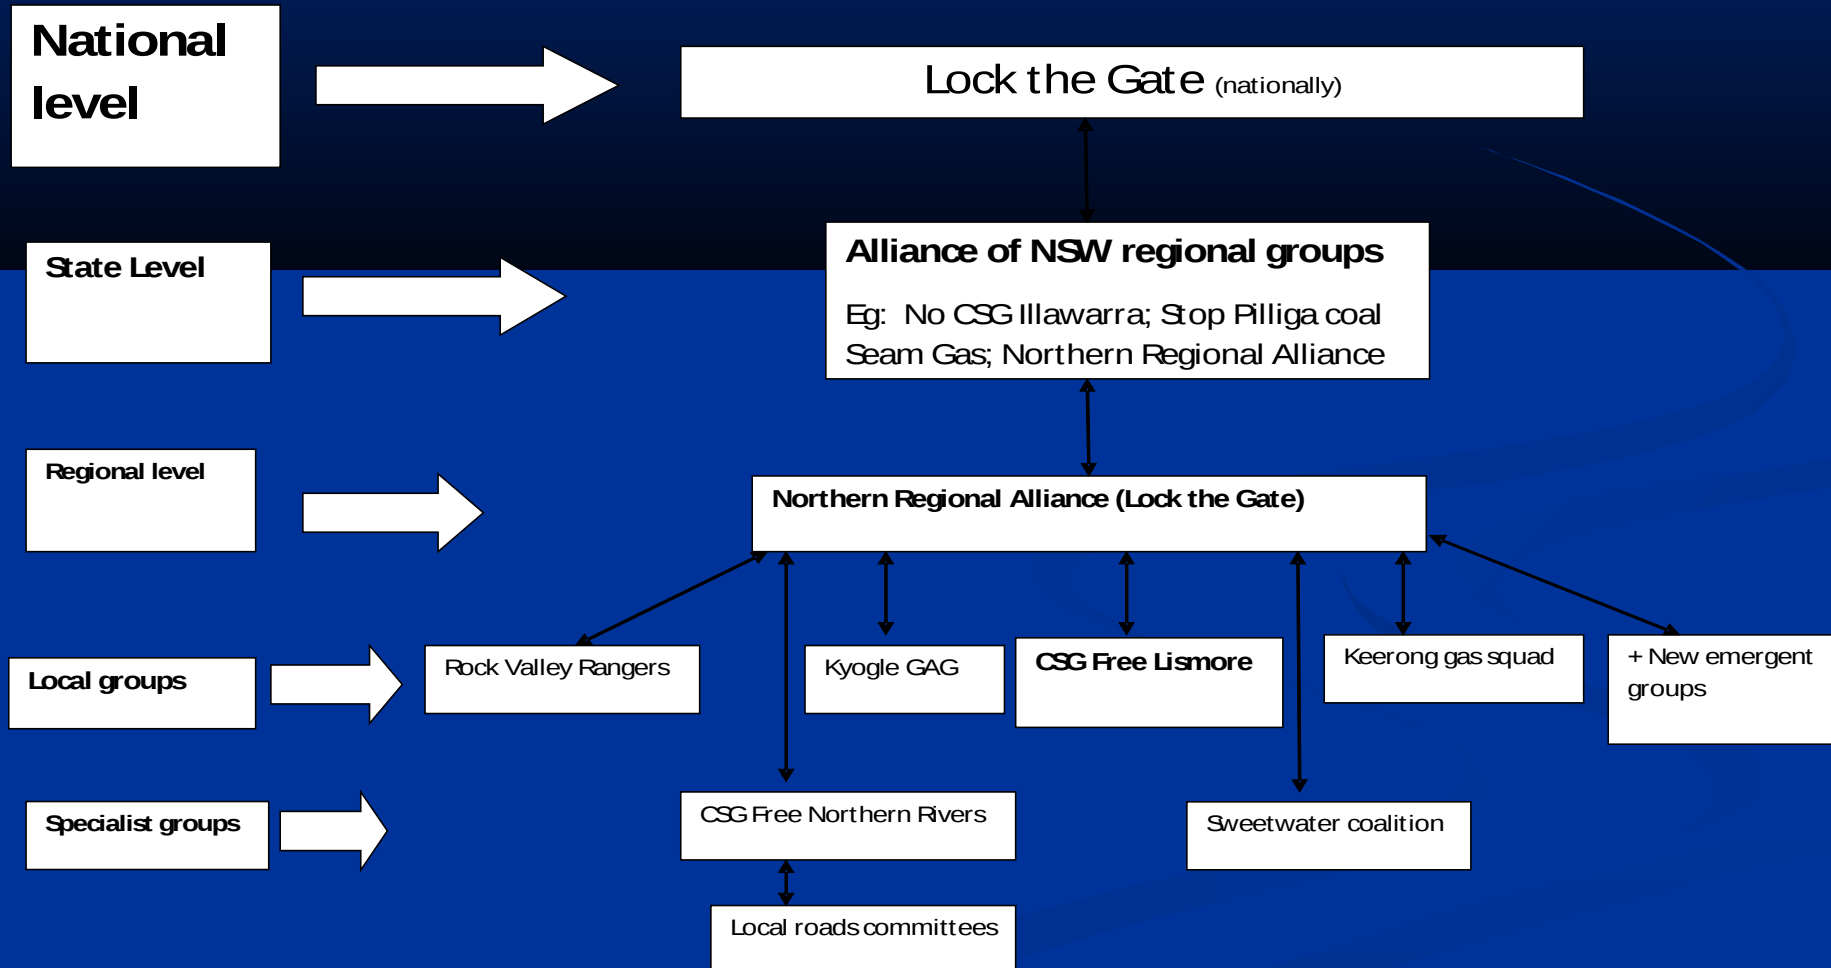 National
level
Lock the Gate (nationally)
State Level
Alliance of NSW regional groups
Eg: No CSG Illawarra; Stop Pilliga coal
Seam Gas; Northern Regional Alliance
Regional level
Northern Regional Alliance (Lock the Gate)
Local groups
Rock Valley Rangers
Kyogle GAG
CSG Free Lismore
Keerong gas squad
+ New emergent
groups
Specialist groups
CSG Free Northern Rivers
Sweetwater coalition
Local roads committees